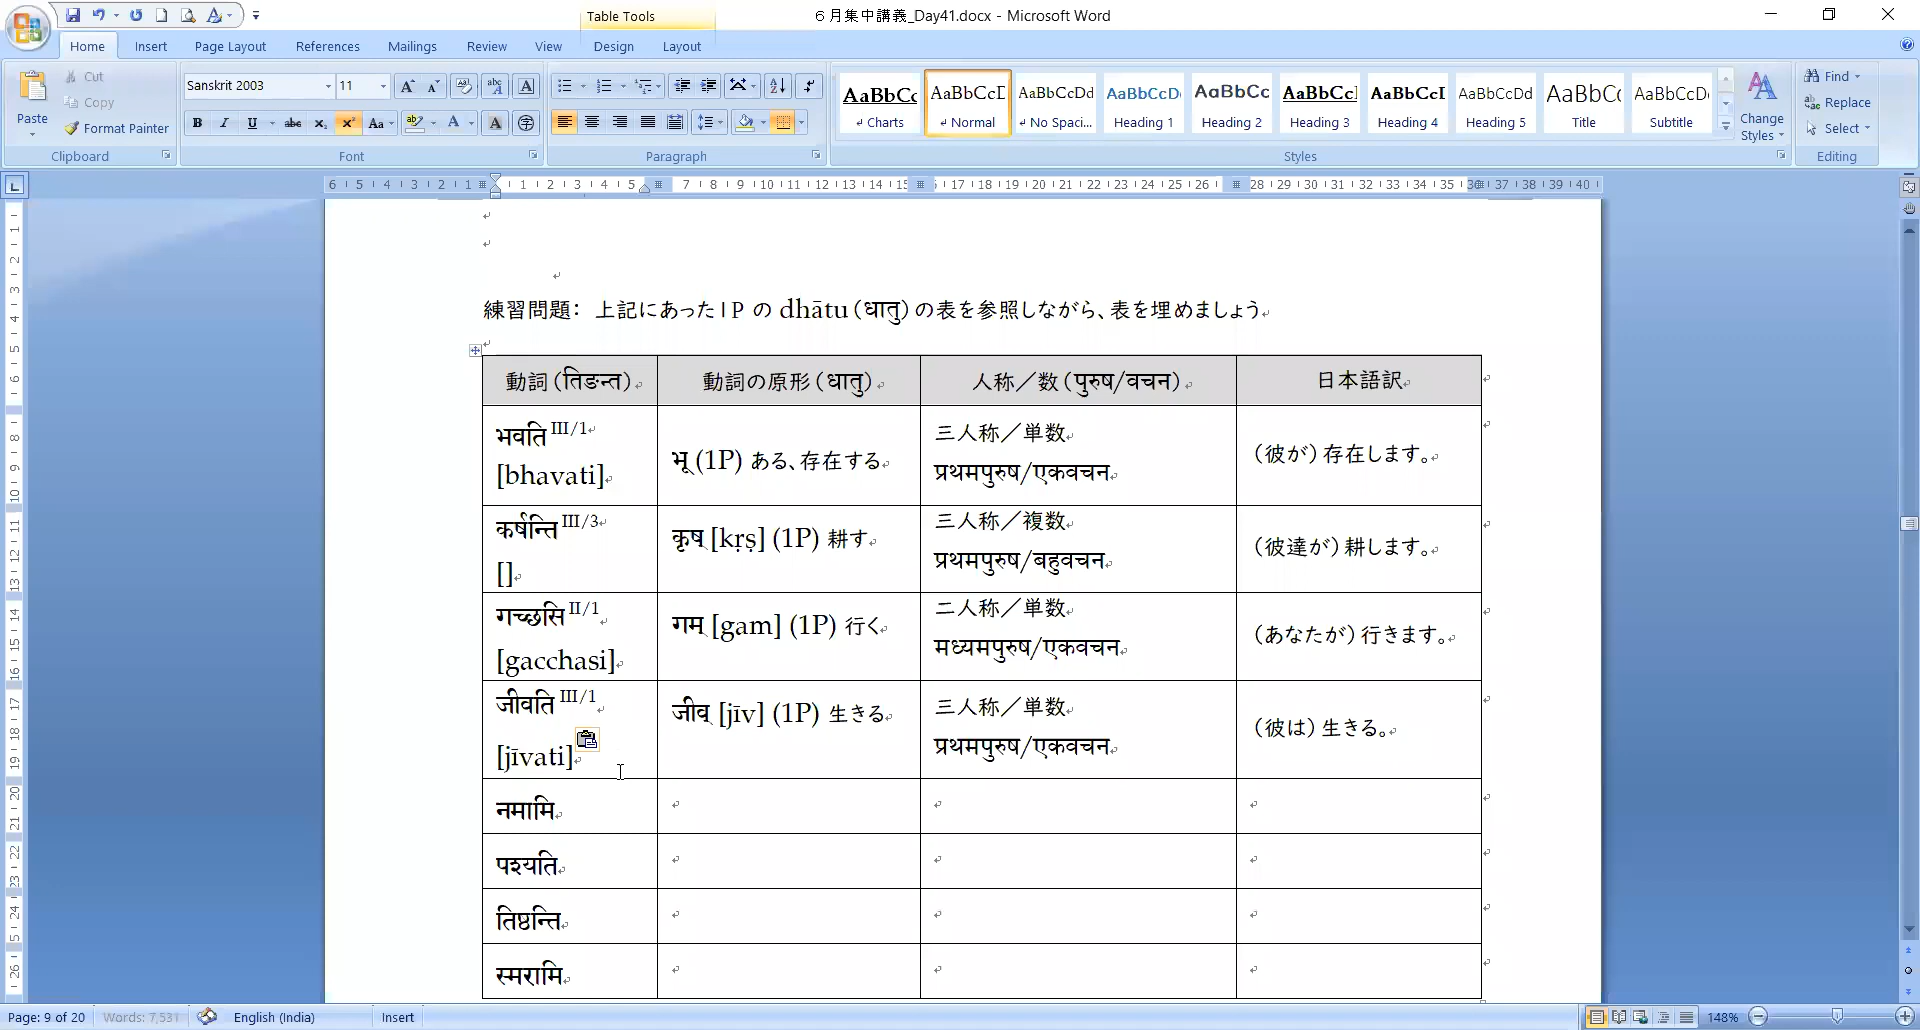 Table Tools
６月集中講義_Day41.docx - Microsoft Word
Home Insert Page Layout References Mailings Review View Design Layout
Paste Cut Copy Format Painter Clipboard
Sanskrit 2003 11
Font
Paragraph
AaBbCc AaBbCcD AaBbCcDd AaBbCcD AaBbCc AaBbCcI AaBbCcI AaBbCcDd AaBbC AaBbCcD
Charts Normal No Spaci... Heading 1 Heading 2 Heading 3 Heading 4 Heading 5 Title Subtitle
Change Styles
Styles
Find Replace Select Editing
練習問題： 上記にあった1P の dhātu（धातु）の表を参照しながら、表を埋めましょう
動詞（तिङन्त） 動詞の原形（धातु） 人称／数（पुरुष/वचन） 日本語訳
भवति III/1
[bhavati]
भू (1P) ある、存在する
三人称／単数
प्रथमपुरुष/एकवचन
（彼が）存在します。
कर्षन्ति III/3
[]
कृष् [kṛṣ] (1P) 耕す
三人称／複数
प्रथमपुरुष/बहुवचन
（彼達が）耕します。
गच्छसि II/1
[gacchasi]
गम् [gam] (1P) 行く
二人称／単数
मध्यमपुरुष/एकवचन
（あなたが）行きます。
जीवति III/1
[jīvati]
जीव् [jīv] (1P) 生きる
三人称／単数
प्रथमपुरुष/एकवचन
（彼は）生きる。
नमामि
पश्यति
तिष्ठन्ति
स्मरामि
Page: 9 of 20 Words: 7,531 English (India) Insert 148%